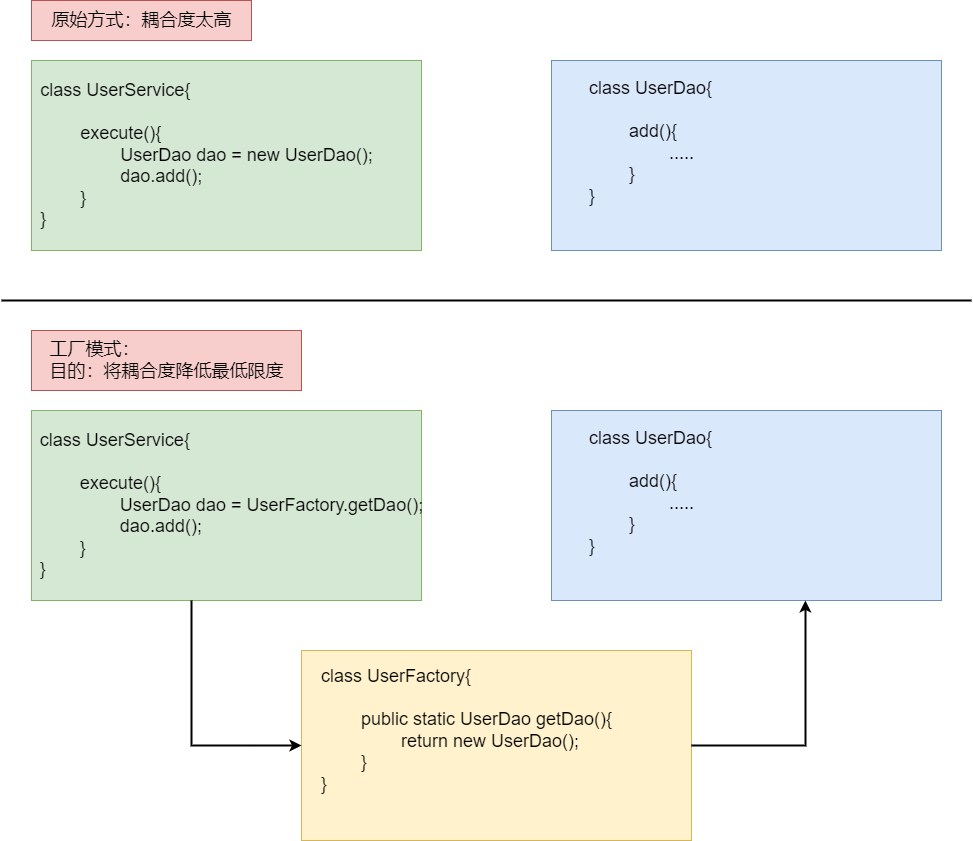 原始方式：耦合度太高
class UserService{
execute(){
UserDao dao = new UserDao();
dao.add();
}
}
class UserDao{
add(){
.....
}
}
工厂模式：
目的：将耦合度降低最低限度
class UserService{
execute(){
UserDao dao = UserFactory.getDao();
dao.add();
}
}
class UserDao{
add(){
.....
}
}
class UserFactory{
public static UserDao getDao(){
return new UserDao();
}
}